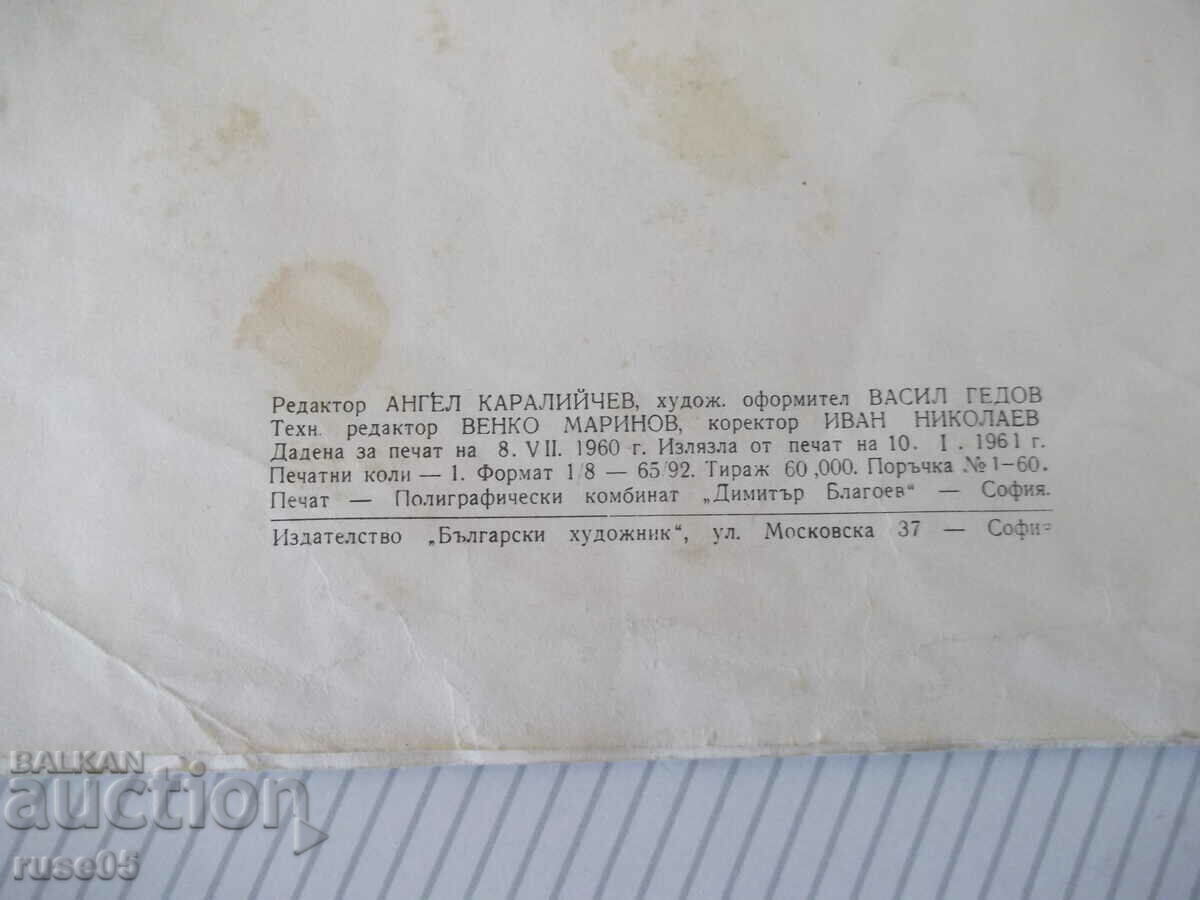 Редактор АНГЕЛ КАРАЛИЙЧЕВ, худож. оформител ВАСИЛ ГЕДОВ
Техн. редактор ВЕНКО МАРИНОВ, коректор ИВАН НИКОЛАЕВ
Дадена за печат на 8. VII. 1960 г. Излязла от печат на 10. I. 1961 г.
Печатни коли — 1. Формат 1/8 — 65/92. Тираж 60,000. Поръчка № 1-60.
Печат — Полиграфически комбинат „Димитър Благоев“ — София.
Издателство „Български художник“, ул. Московска 37 — Софи
BALKAN
auction
ruse05